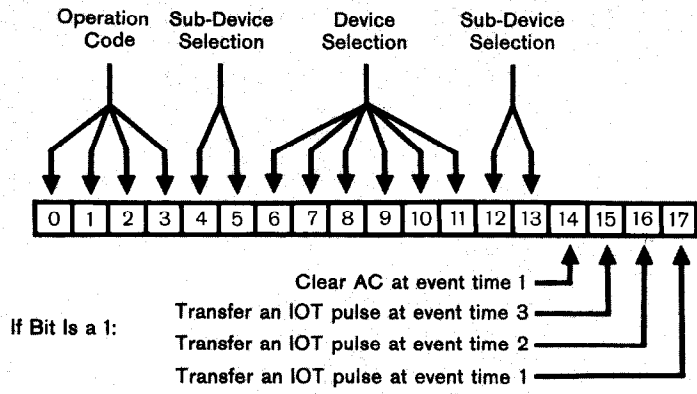 Operation Code
Sub-Device Selection
Device Selection
Sub-Device Selection
0 1 2 3 4 5 6 7 8 9 10 11 12 13 14 15 16 17
Clear AC at event time 1
If Bit Is a 1:
Transfer an IOT pulse at event time 3
Transfer an IOT pulse at event time 2
Transfer an IOT pulse at event time 1